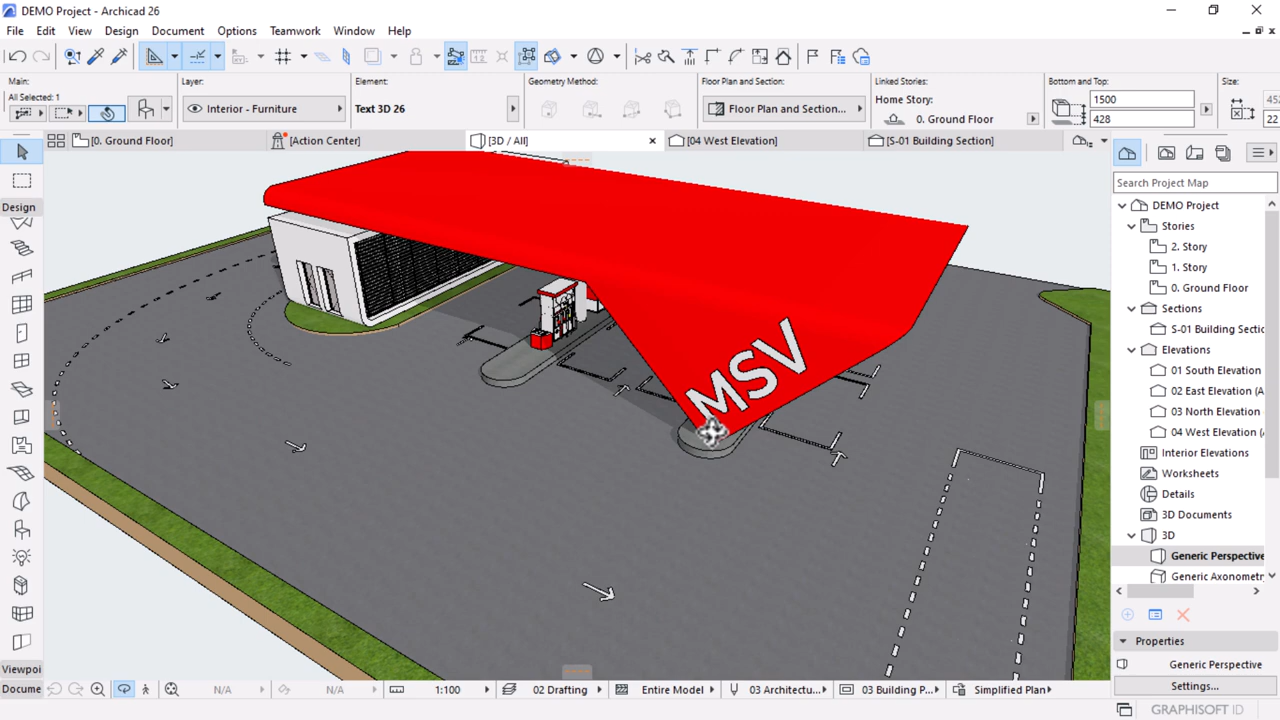 DEMO Project - Archicad 26
File Edit View Design Document Options Teamwork Window Help
Main: Layer: Element: Geometry Method: Floor Plan and Section: Linked Stories: Bottom and Top: Size:
All Selected: 1
Interior - Furniture
Text 3D 26
Floor Plan and Section...
Home Story:
0. Ground Floor
1500
428
22
[0. Ground Floor] [Action Center] [3D / All] [04 West Elevation] [S-01 Building Section]
Design
Search Project Map
DEMO Project
Stories
2. Story
1. Story
0. Ground Floor
Sections
S-01 Building Sectio
Elevations
01 South Elevation
02 East Elevation (A
03 North Elevation
04 West Elevation (A
Interior Elevations
Worksheets
Details
3D Documents
3D
Generic Perspective
Generic Axonometr
MSV
Properties
Generic Perspective
Settings...
Viewpoi
Docume
N/A N/A 1:100 02 Drafting Entire Model 03 Architectu... 03 Building P... Simplified Plan
GRAPHISOFT ID